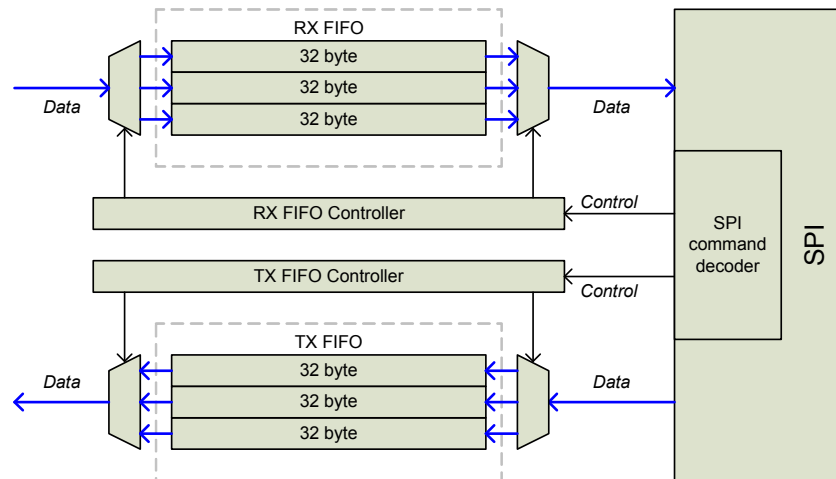 RX FIFO
32 byte
32 byte
32 byte
Data
Data
RX FIFO Controller
Control
SPI
command
decoder
SPI
TX FIFO Controller
Control
TX FIFO
32 byte
32 byte
32 byte
Data
Data